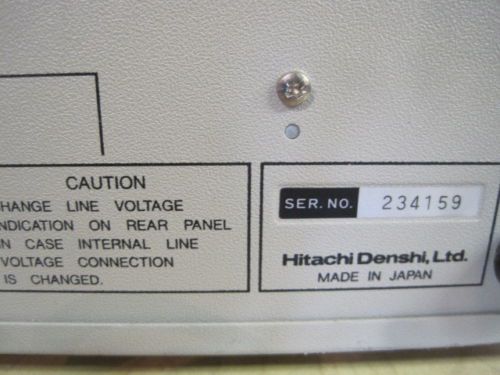 CAUTION
HANGE LINE VOLTAGE
NDICATION ON REAR PANEL
IN CASE INTERNAL LINE
VOLTAGE CONNECTION
IS CHANGED.
SER. NO. 234159
Hitachi Denshi, Ltd.
MADE IN JAPAN